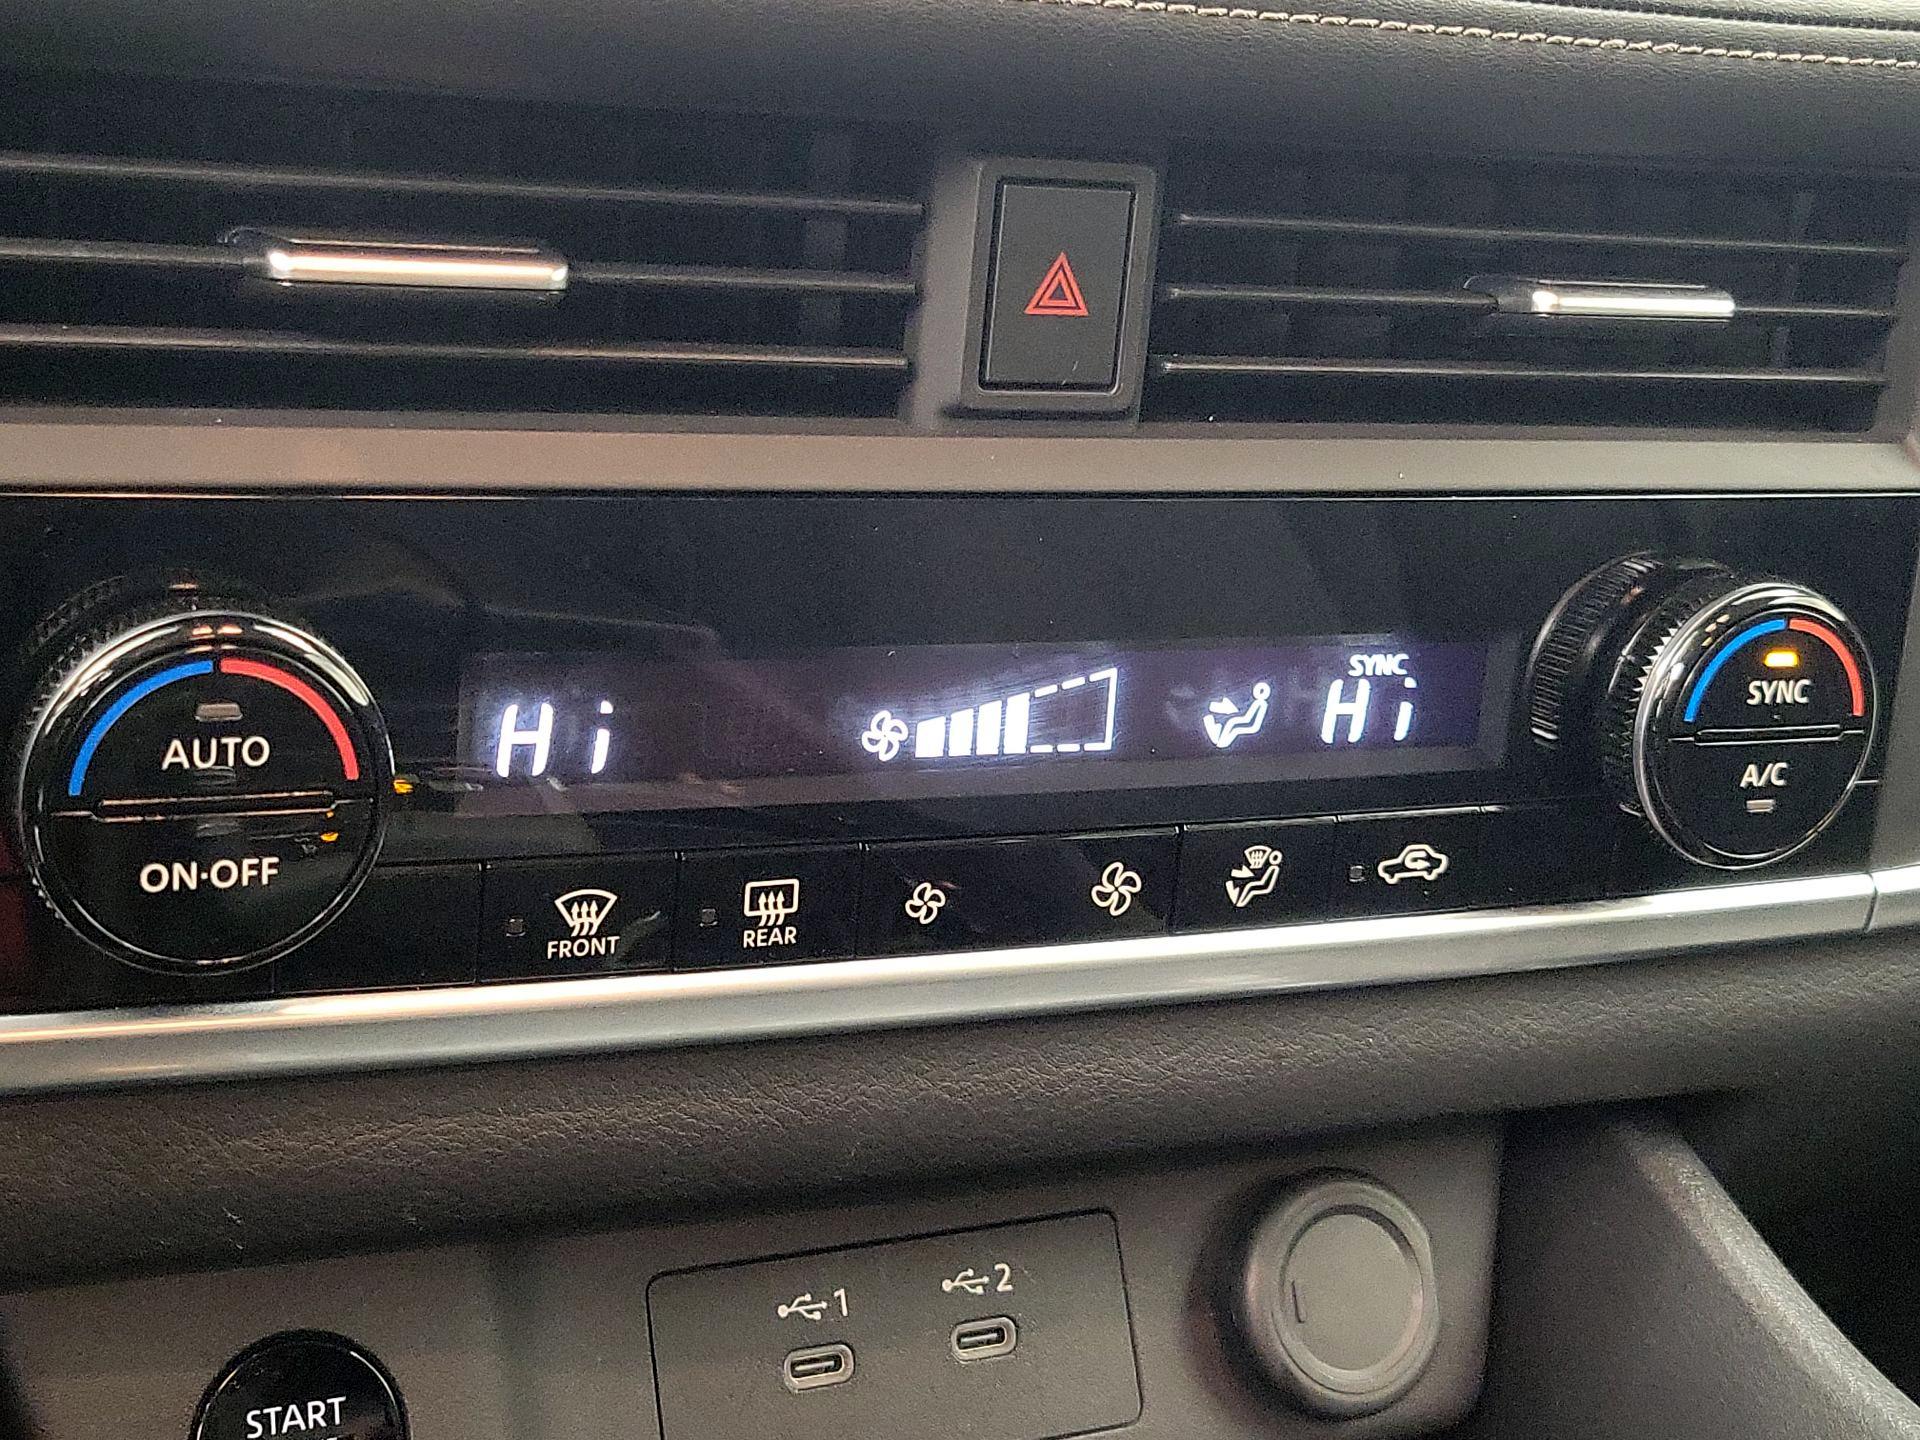 SYNC
Hi
Hi
AUTO
ON·OFF
SYNC
A/C
FRONT
REAR
1
2
START